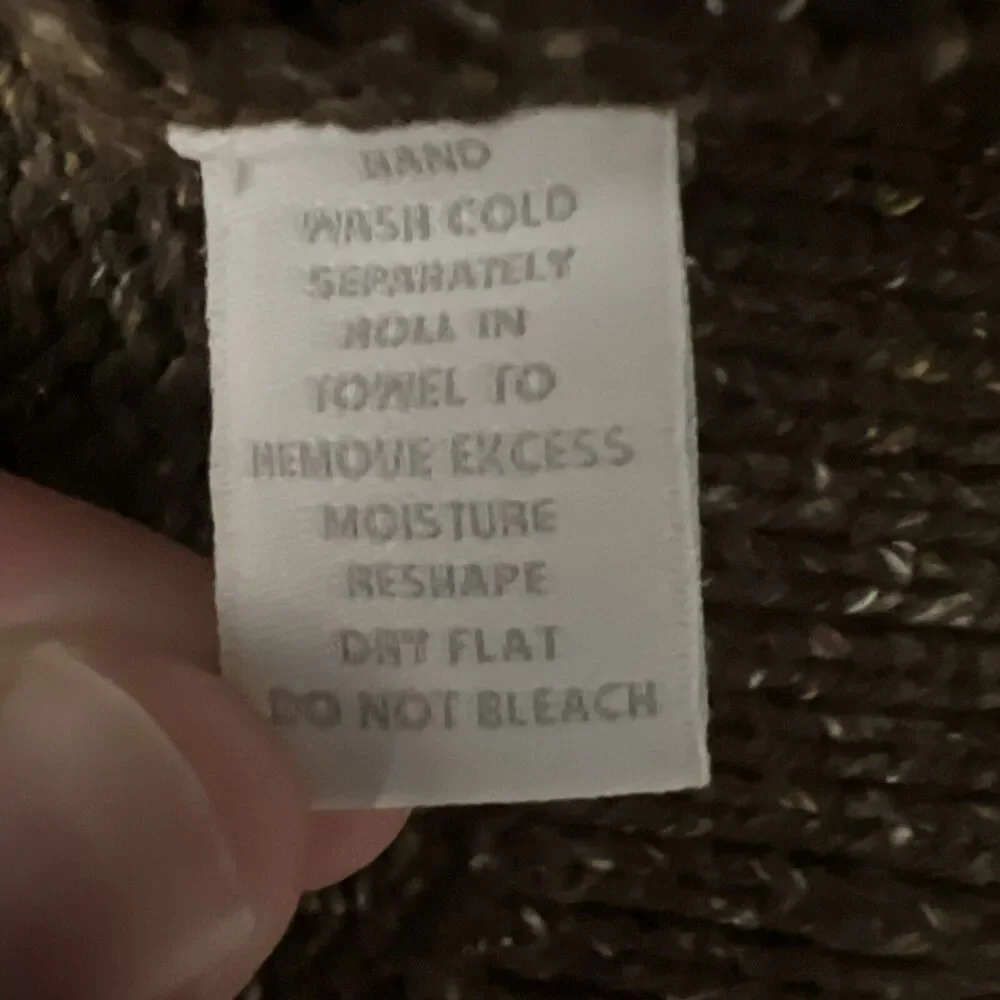 HAND
WASH COLD
SEPARATELY
ROLL IN
TOWEL TO
REMOVE EXCESS
MOISTURE
RESHAPE
DRY FLAT
DO NOT BLEACH